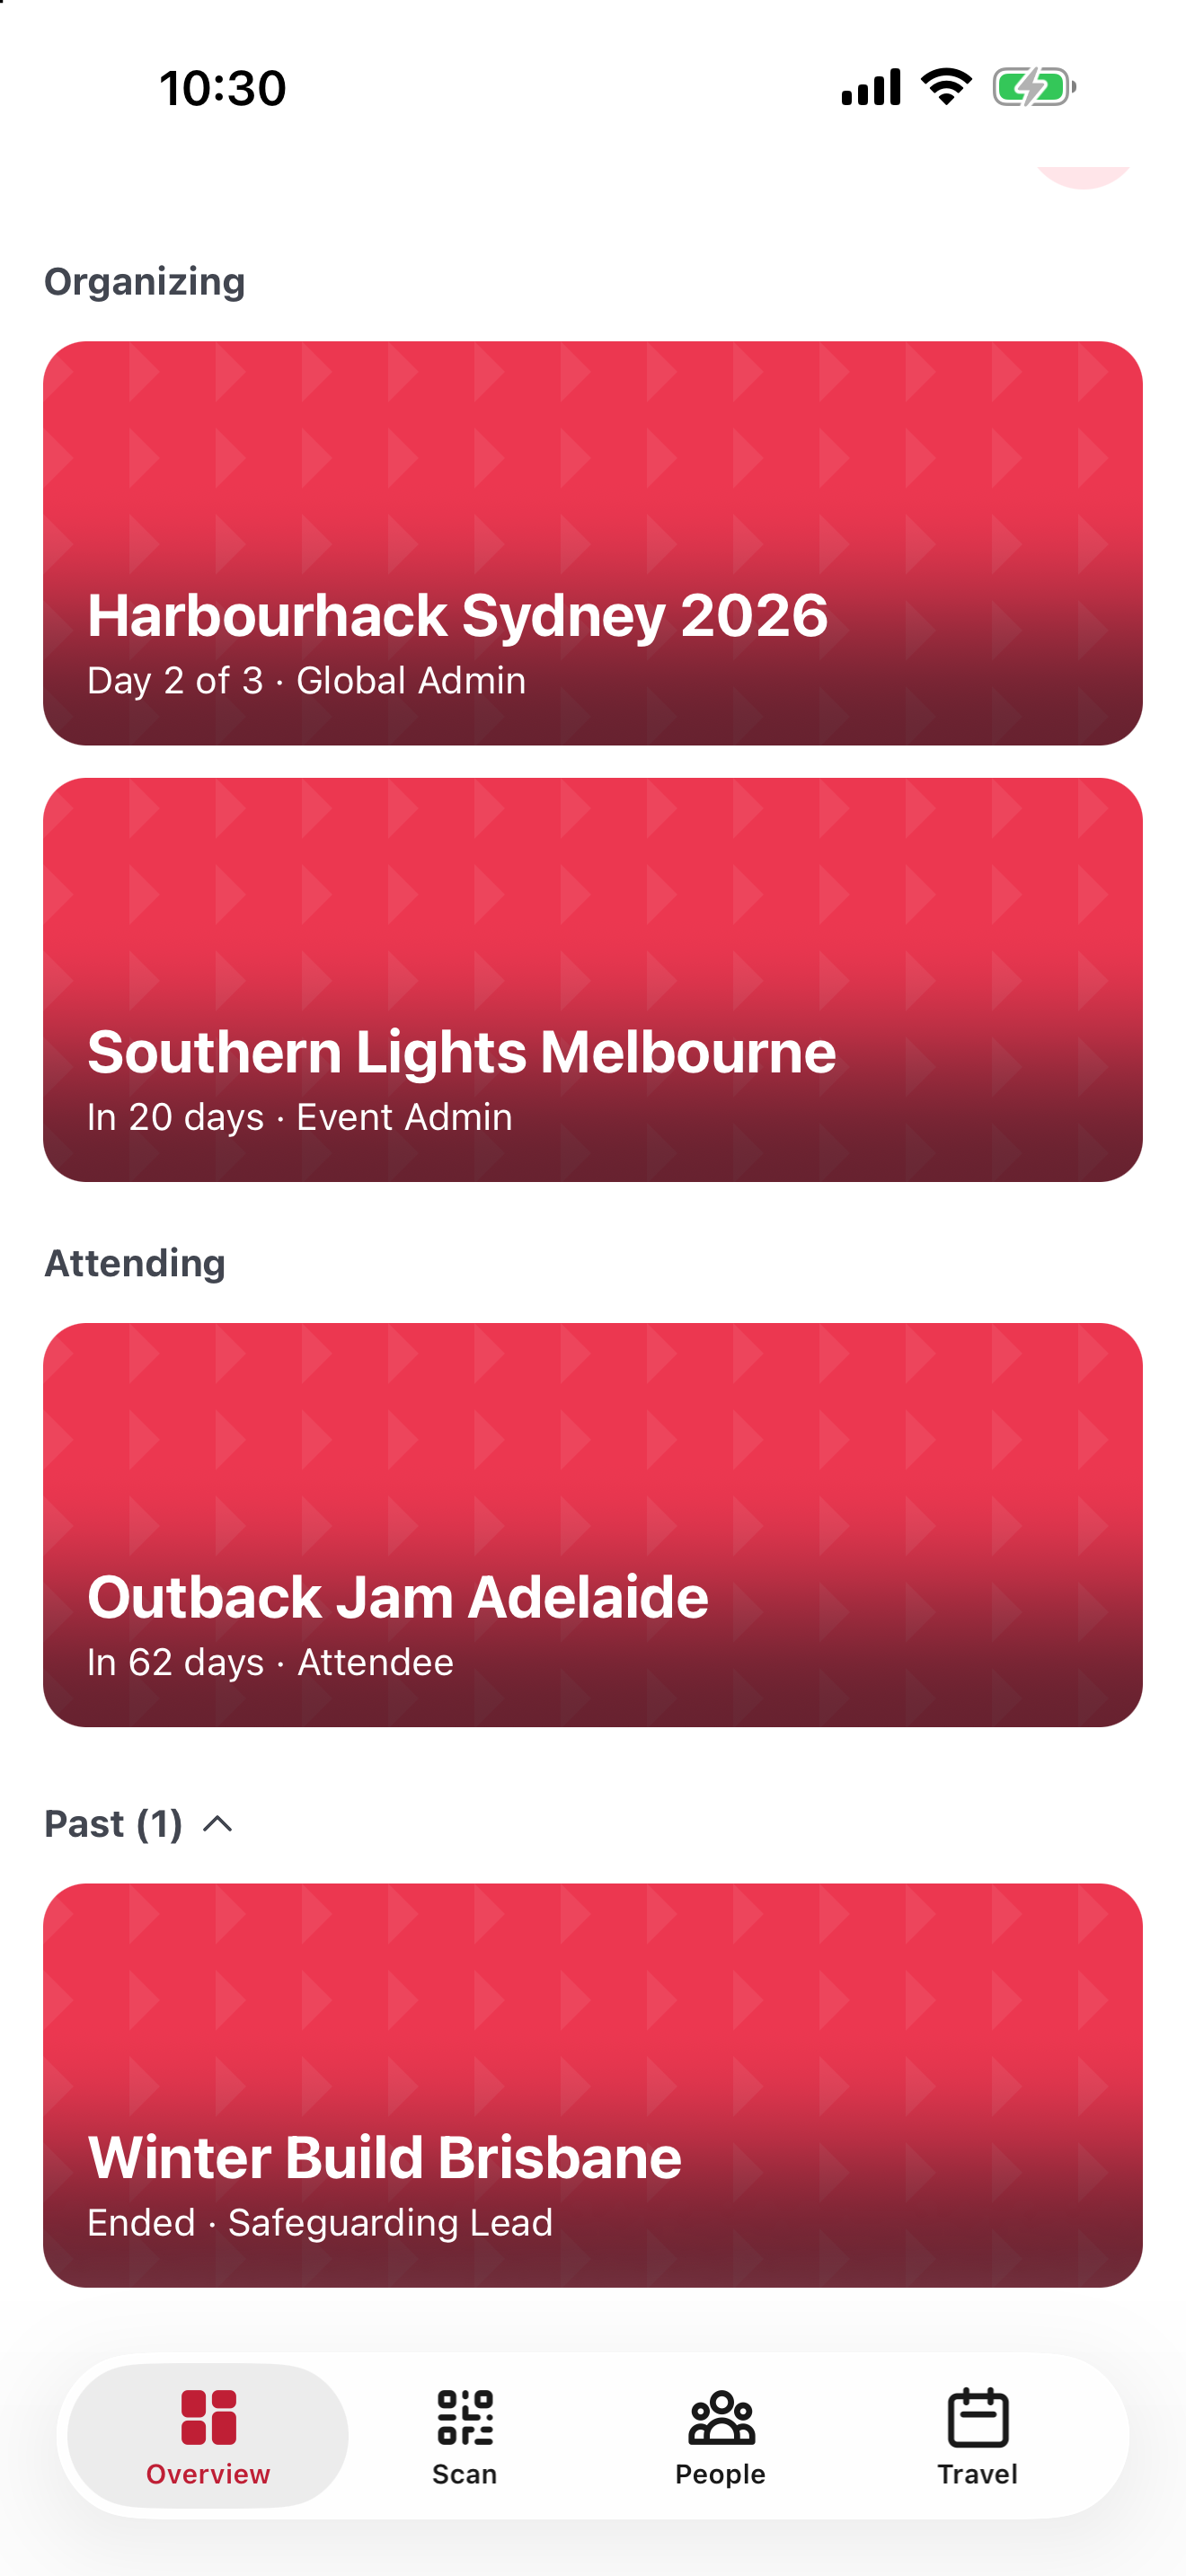 10:30
Organizing
Harbourhack Sydney 2026
Day 2 of 3 · Global Admin
Southern Lights Melbourne
In 20 days · Event Admin
Attending
Outback Jam Adelaide
In 62 days · Attendee
Past (1)
Winter Build Brisbane
Ended · Safeguarding Lead
Overview
Scan
People
Travel